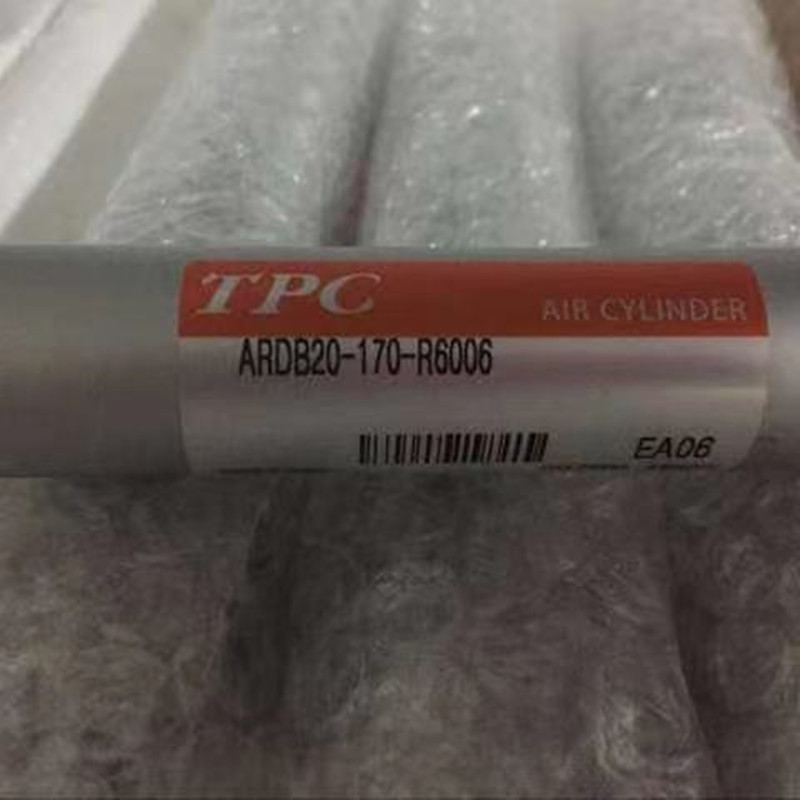 TPC
AIR CYLINDER
ARDB20-170-R6006
EA06